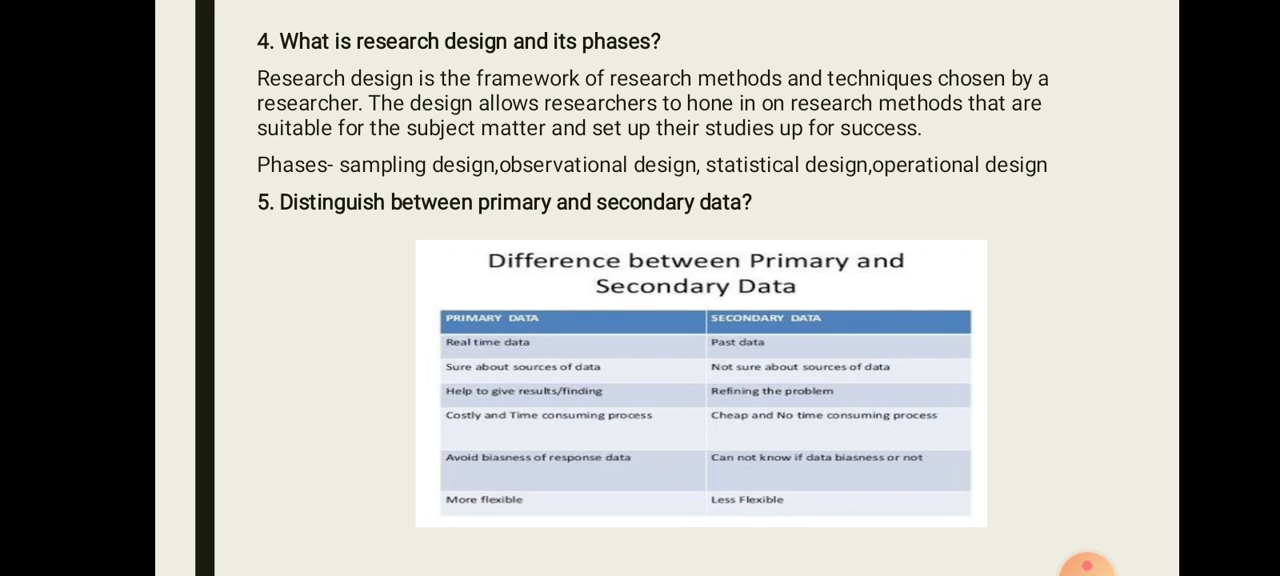 4. What is research design and its phases?
Research design is the framework of research methods and techniques chosen by a
researcher. The design allows researchers to hone in on research methods that are
suitable for the subject matter and set up their studies up for success.
Phases- sampling design,observational design, statistical design,operational design
5. Distinguish between primary and secondary data?
Difference between Primary and
Secondary Data
PRIMARY DATA SECONDARY DATA
Real time data Past data
Sure about sources of data Not sure about sources of data
Help to give results/finding Refining the problem
Costly and Time consuming process Cheap and No time consuming process
Avoid biasness of response data Can not know if data biasness or not
More flexible Less Flexible